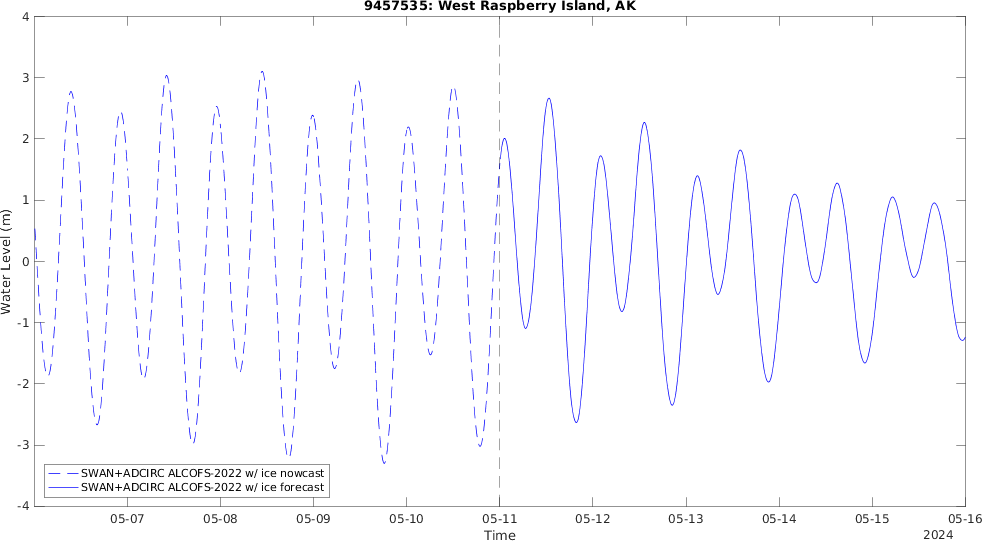 9457535: West Raspberry Island, AK
4
3
2
1
0
-1
-2
-3
-4
Water Level (m)
SWAN+ADCIRC ALCOFS-2022 w/ ice nowcast
SWAN+ADCIRC ALCOFS-2022 w/ ice forecast
05-07 05-08 05-09 05-10 05-11 05-12 05-13 05-14 05-15 05-16
Time
2024